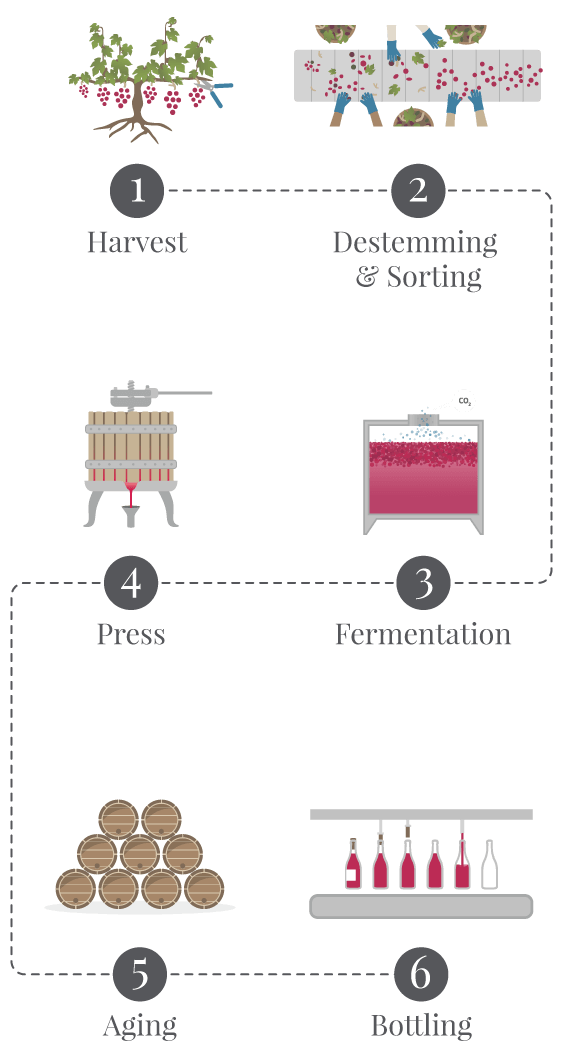 1
Harvest
2
Destemming
& Sorting
CO₂
3
Fermentation
4
Press
5
Aging
6
Bottling